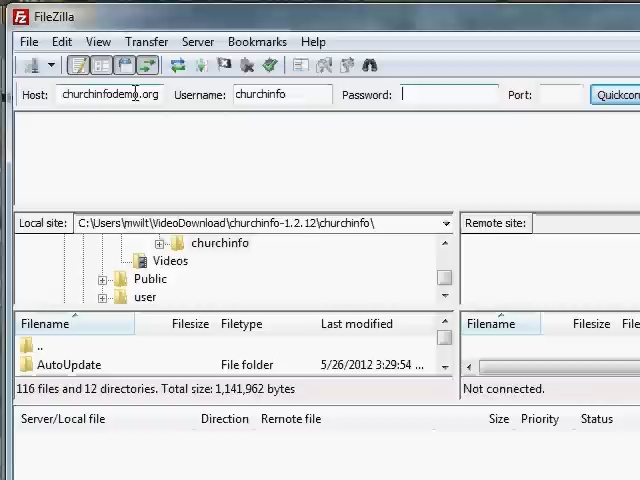 FileZilla
File Edit View Transfer Server Bookmarks Help
Host: churchinfodemo.org Username: churchinfo Password: Port: Quickcon
Local site: C:\Users\mwilt\VideoDownload\churchinfo-1.2.12\churchinfo\ Remote site:
churchinfo
Videos
Public
user
Filename Filesize Filetype Last modified Filename Filesize File
..
AutoUpdate File folder 5/26/2012 3:29:54 ...
116 files and 12 directories. Total size: 1,141,962 bytes Not connected.
Server/Local file Direction Remote file Size Priority Status